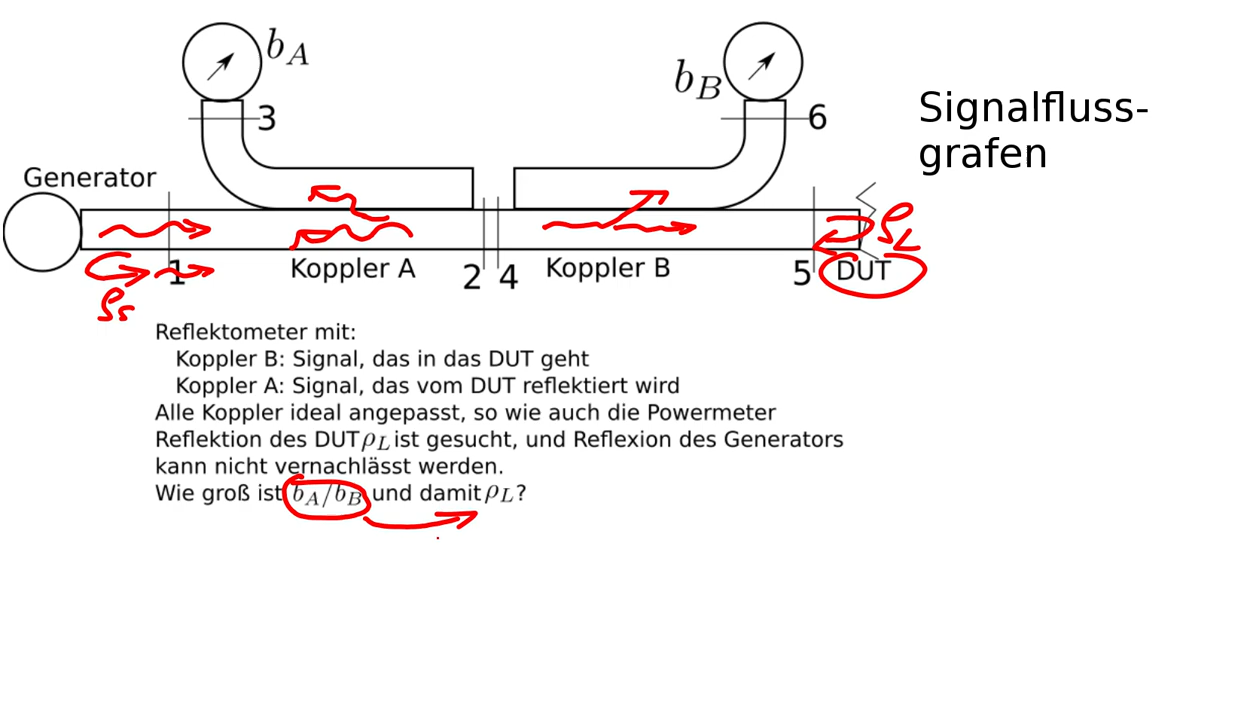 b_A
b_B
3
6
Signalfluss-
grafen
Generator
ρ_L
1
Koppler A
2
4
Koppler B
5
DUT
ρ_s
Reflektometer mit:
Koppler B: Signal, das in das DUT geht
Koppler A: Signal, das vom DUT reflektiert wird
Alle Koppler ideal angepasst, so wie auch die Powermeter
Reflektion des DUT ρ_L ist gesucht, und Reflexion des Generators
kann nicht vernachlässt werden.
Wie groß ist b_A/b_B und damit ρ_L?